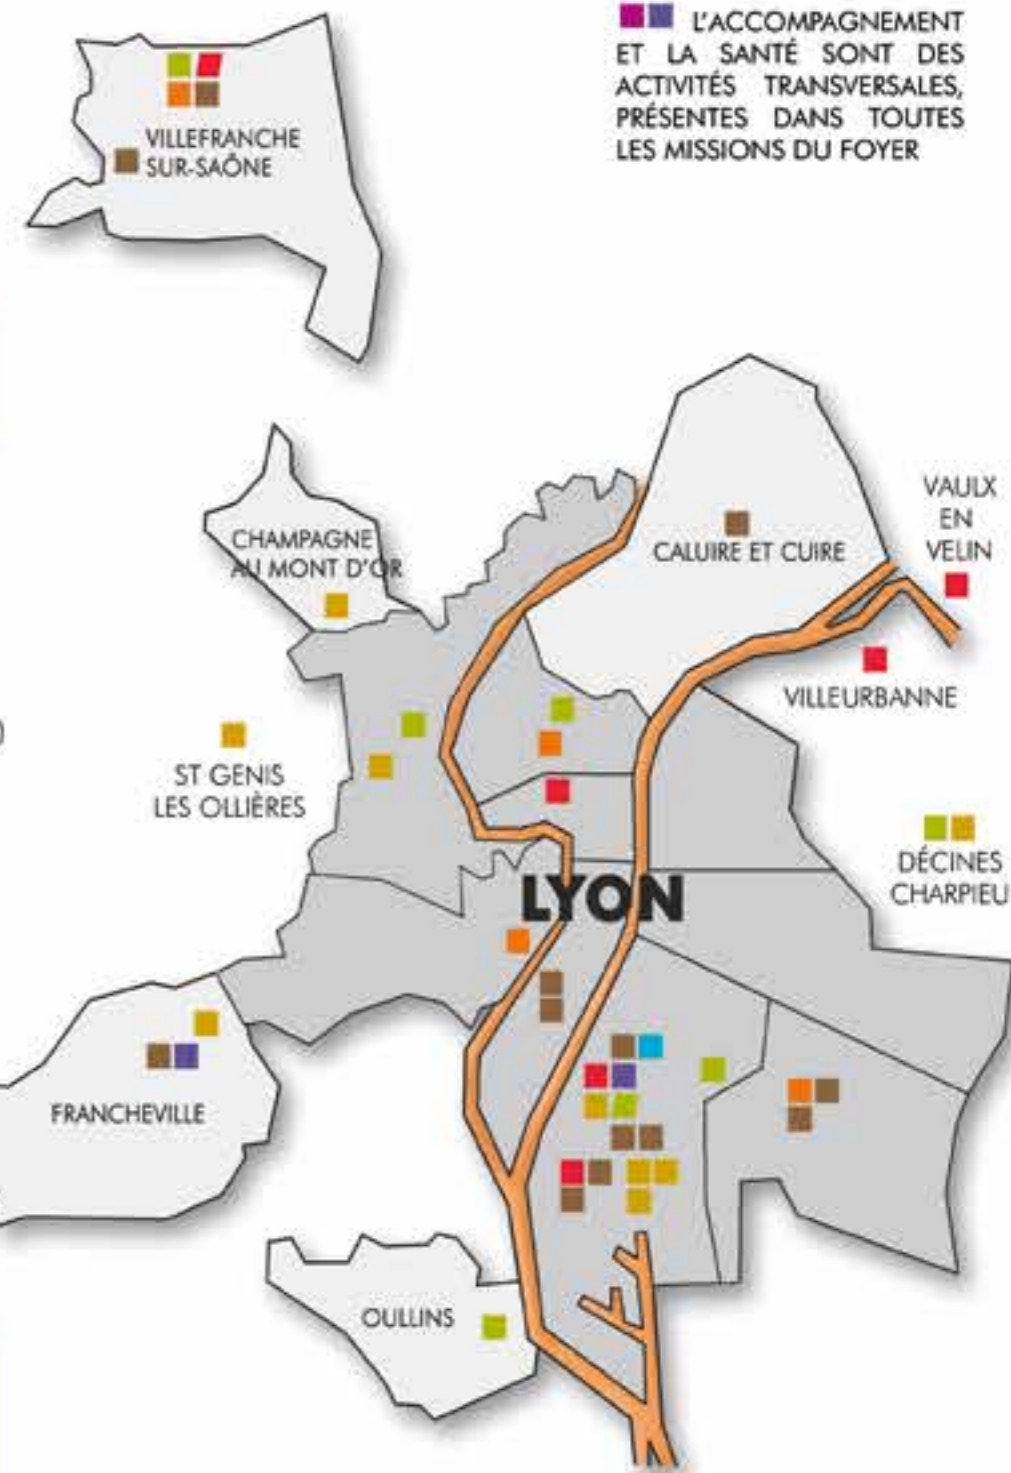 L'ACCOMPAGNEMENT
ET LA SANTÉ SONT DES
ACTIVITÉS TRANSVERSALES,
PRÉSENTES DANS TOUTES
LES MISSIONS DU FOYER
VILLEFRANCHE
SUR-SAÔNE
CHAMPAGNE
AU MONT D'OR
CALUIRE ET CUIRE
VAULX
EN
VELIN
VILLEURBANNE
ST GENIS
LES OLLIÈRES
DÉCINES
CHARPIEU
LYON
FRANCHEVILLE
OULLINS